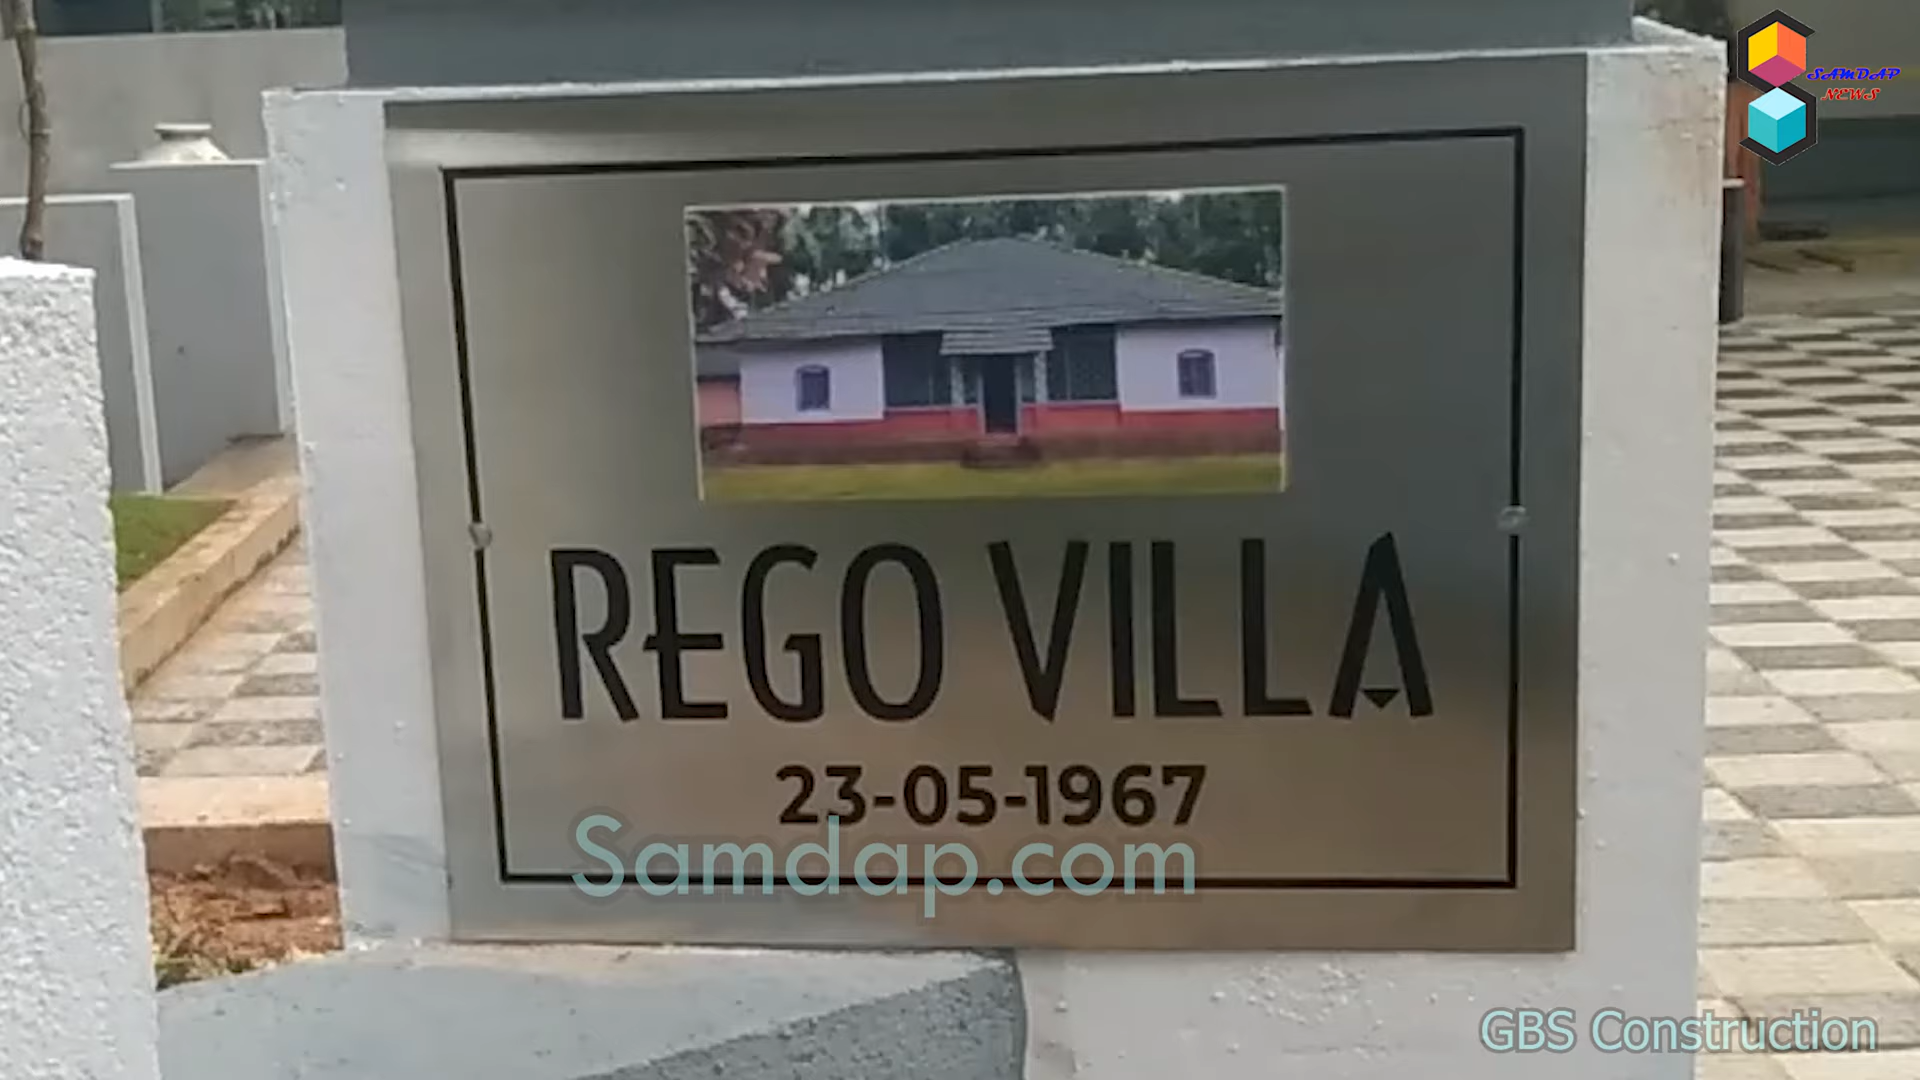 SAMDAP
NEWS
REGO VILLA
23-05-1967
Samdap.com
GBS Construction